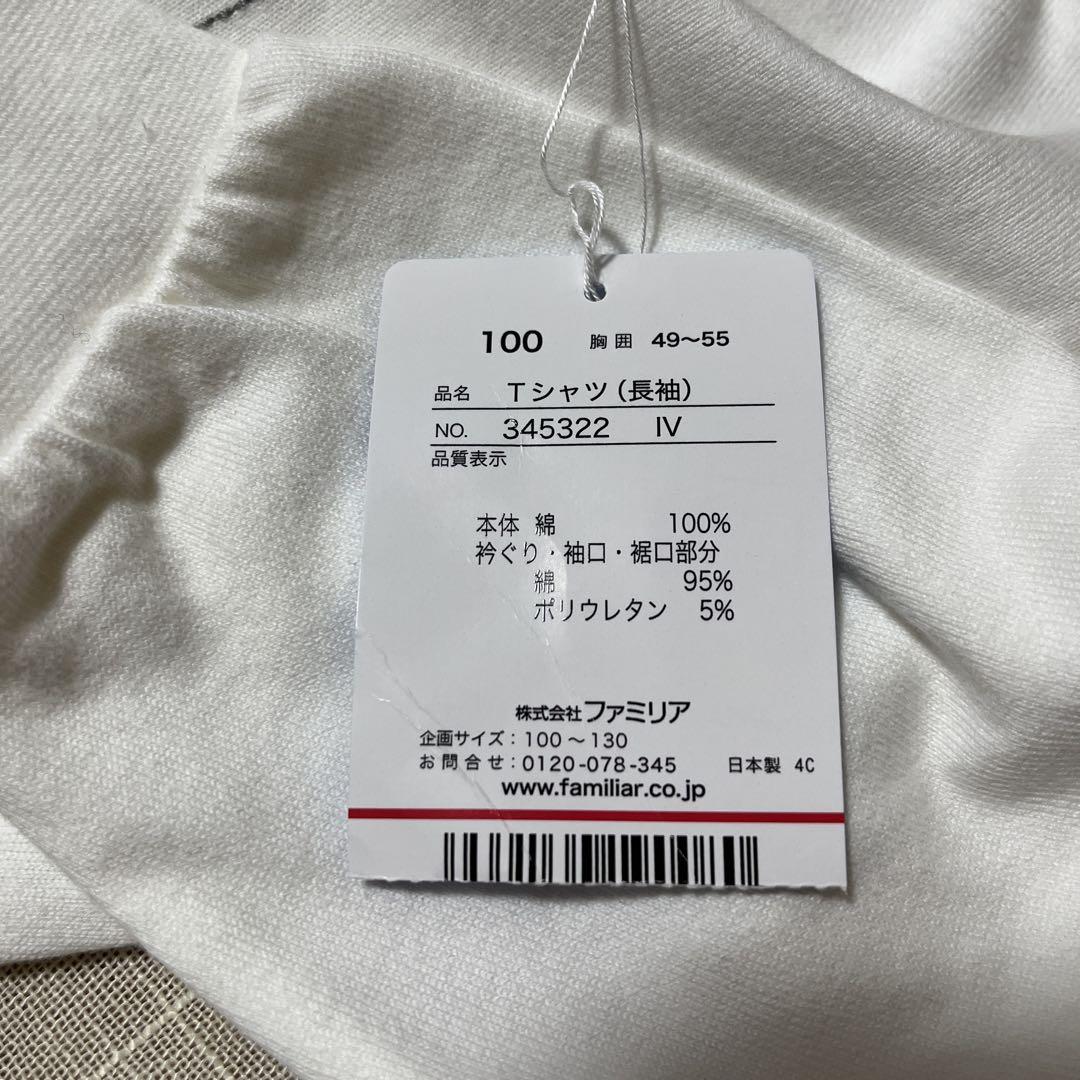 100 胸囲 49〜55
品名 Tシャツ(長袖)
NO. 345322 IV
品質表示
本体 綿 100%
衿ぐり・袖口・裾口部分
綿 95%
ポリウレタン 5%
株式会社ファミリア
企画サイズ：100〜130
お問合せ：0120-078-345 日本製 4C
www.familiar.co.jp